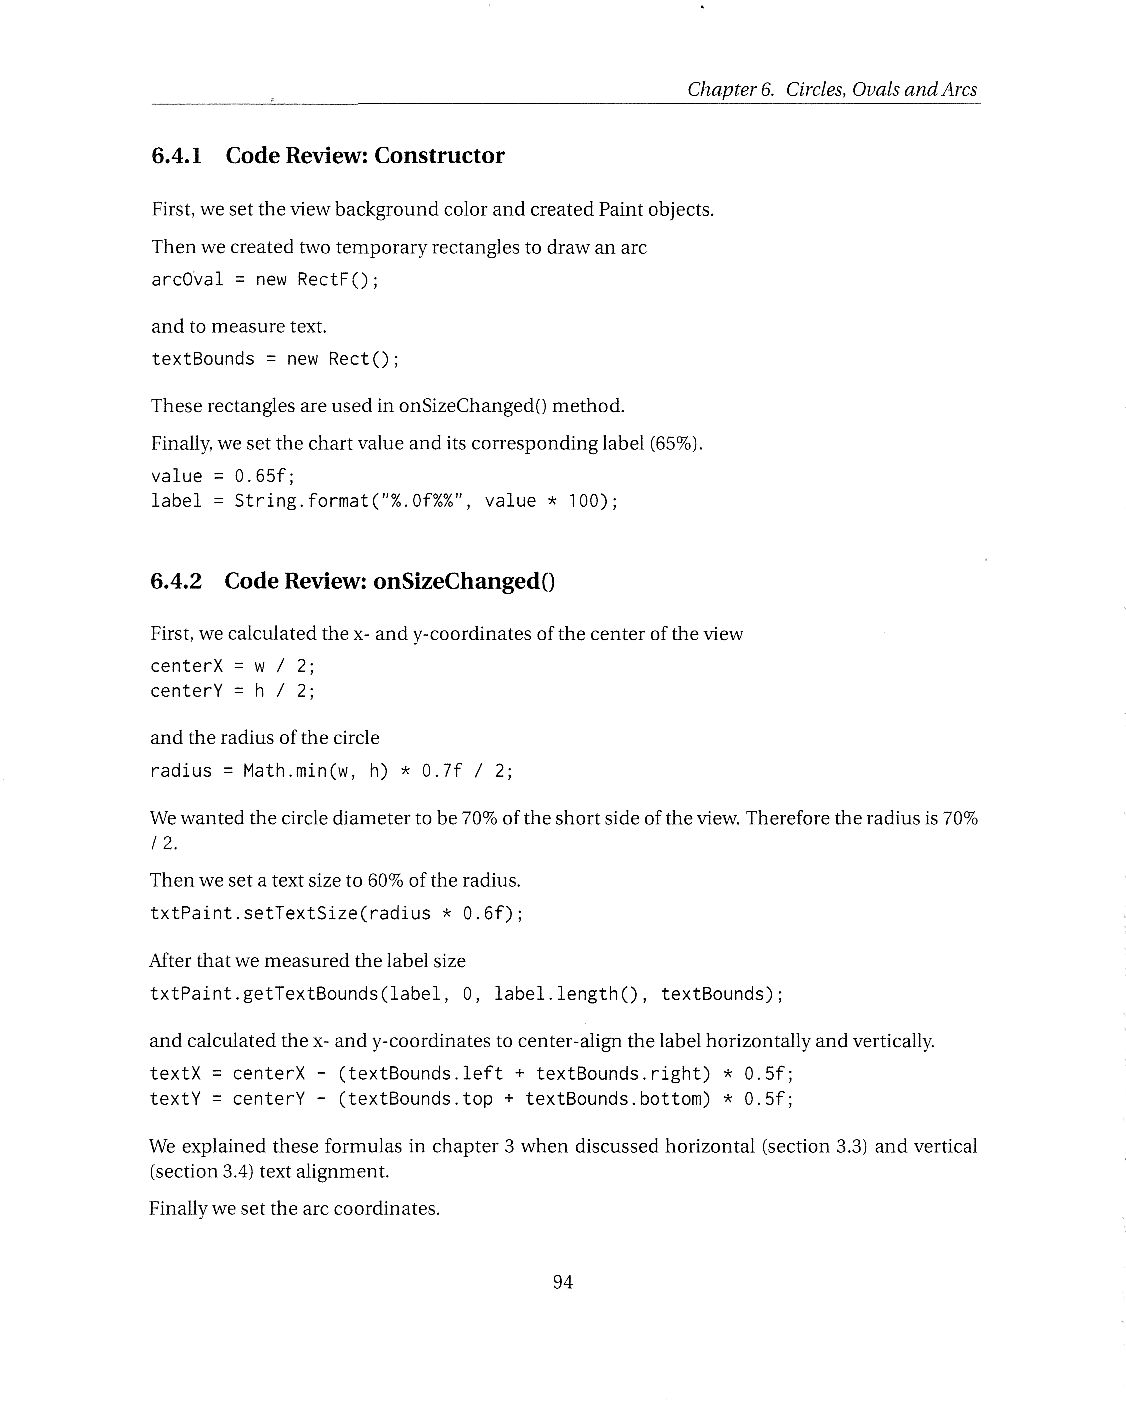 Chapter 6. Circles, Ovals and Arcs
6.4.1 Code Review: Constructor
First, we set the view background color and created Paint objects.
Then we created two temporary rectangles to draw an arc
arcOval = new RectF();
and to measure text.
textBounds = new Rect();
These rectangles are used in onSizeChanged() method.
Finally, we set the chart value and its corresponding label (65%).
value = 0.65f;
label = String.format("%.0f%%", value * 100);
6.4.2 Code Review: onSizeChanged()
First, we calculated the x- and y-coordinates of the center of the view
centerX = w / 2;
centerY = h / 2;
and the radius of the circle
radius = Math.min(w, h) * 0.7f / 2;
We wanted the circle diameter to be 70% of the short side of the view. Therefore the radius is 70%
/ 2.
Then we set a text size to 60% of the radius.
txtPaint.setTextSize(radius * 0.6f);
After that we measured the label size
txtPaint.getTextBounds(label, 0, label.length(), textBounds);
and calculated the x- and y-coordinates to center-align the label horizontally and vertically.
textX = centerX - (textBounds.left + textBounds.right) * 0.5f;
textY = centerY - (textBounds.top + textBounds.bottom) * 0.5f;
We explained these formulas in chapter 3 when discussed horizontal (section 3.3) and vertical
(section 3.4) text alignment.
Finally we set the arc coordinates.
94